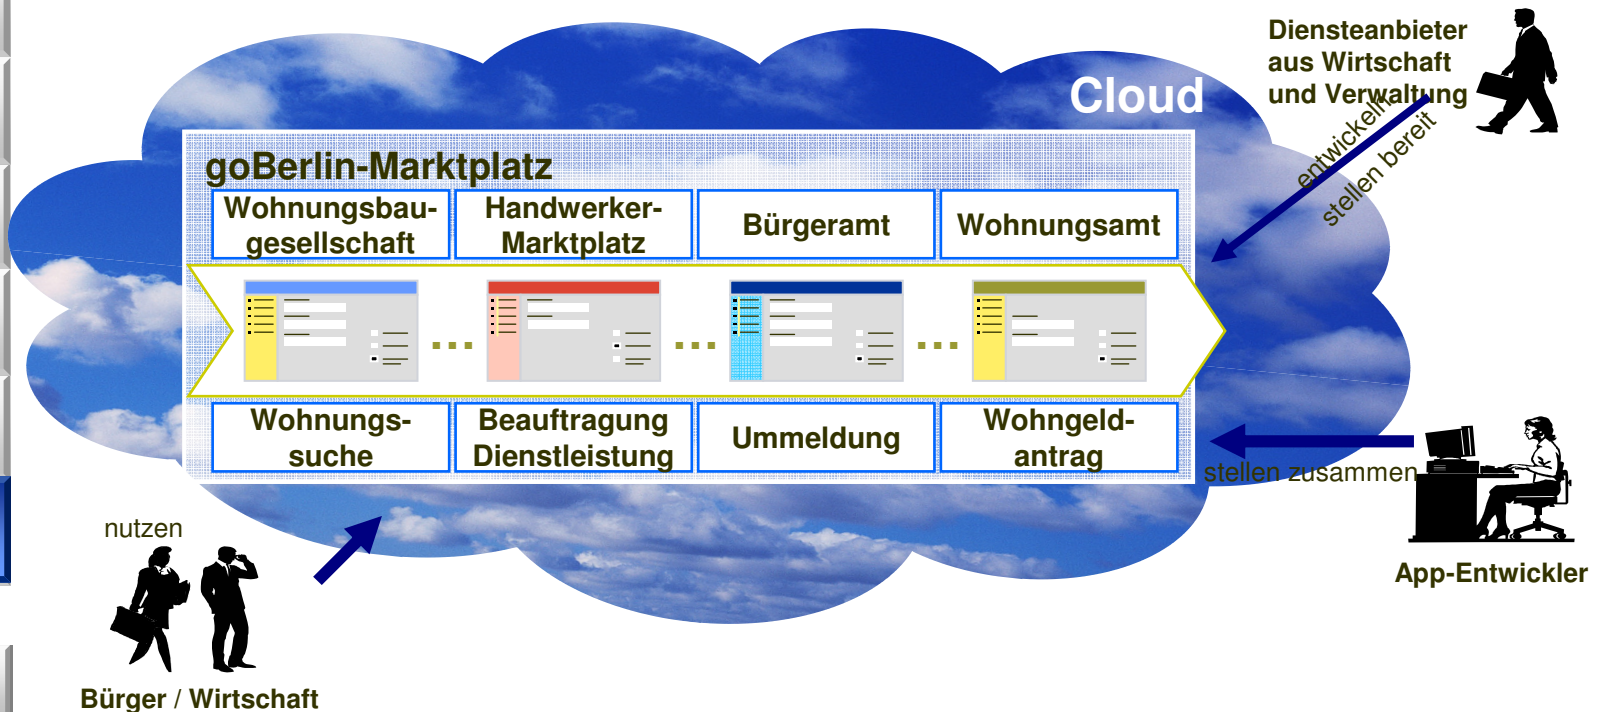 Diensteanbieter
aus Wirtschaft
und Verwaltung
Cloud
entwickeln
stellen bereit
goBerlin-Marktplatz
Wohnungsbau-
gesellschaft
Handwerker-
Marktplatz
Bürgeramt
Wohnungsamt
...
...
...
Wohnungs-
suche
Beauftragung
Dienstleistung
Ummeldung
Wohngeld-
antrag
stellen zusammen
App-Entwickler
nutzen
Bürger / Wirtschaft